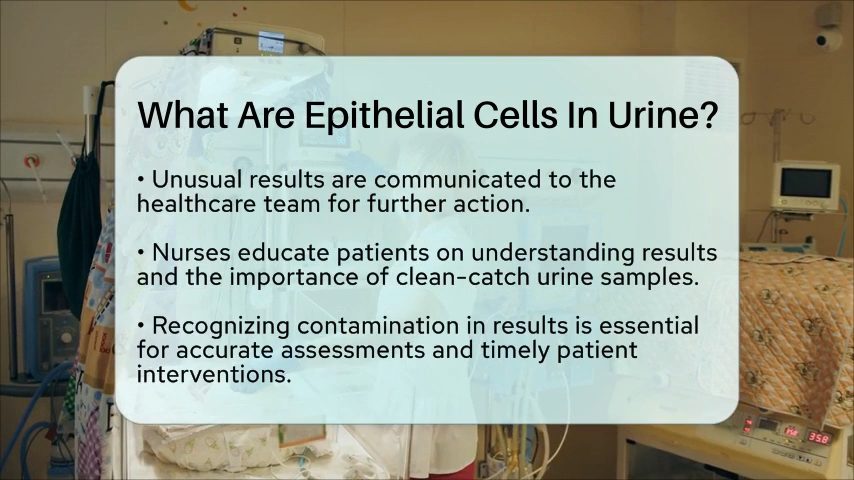 What Are Epithelial Cells In Urine?
• Unusual results are communicated to the
healthcare team for further action.
• Nurses educate patients on understanding results
and the importance of clean-catch urine samples.
• Recognizing contamination in results is essential
for accurate assessments and timely patient
interventions.
358